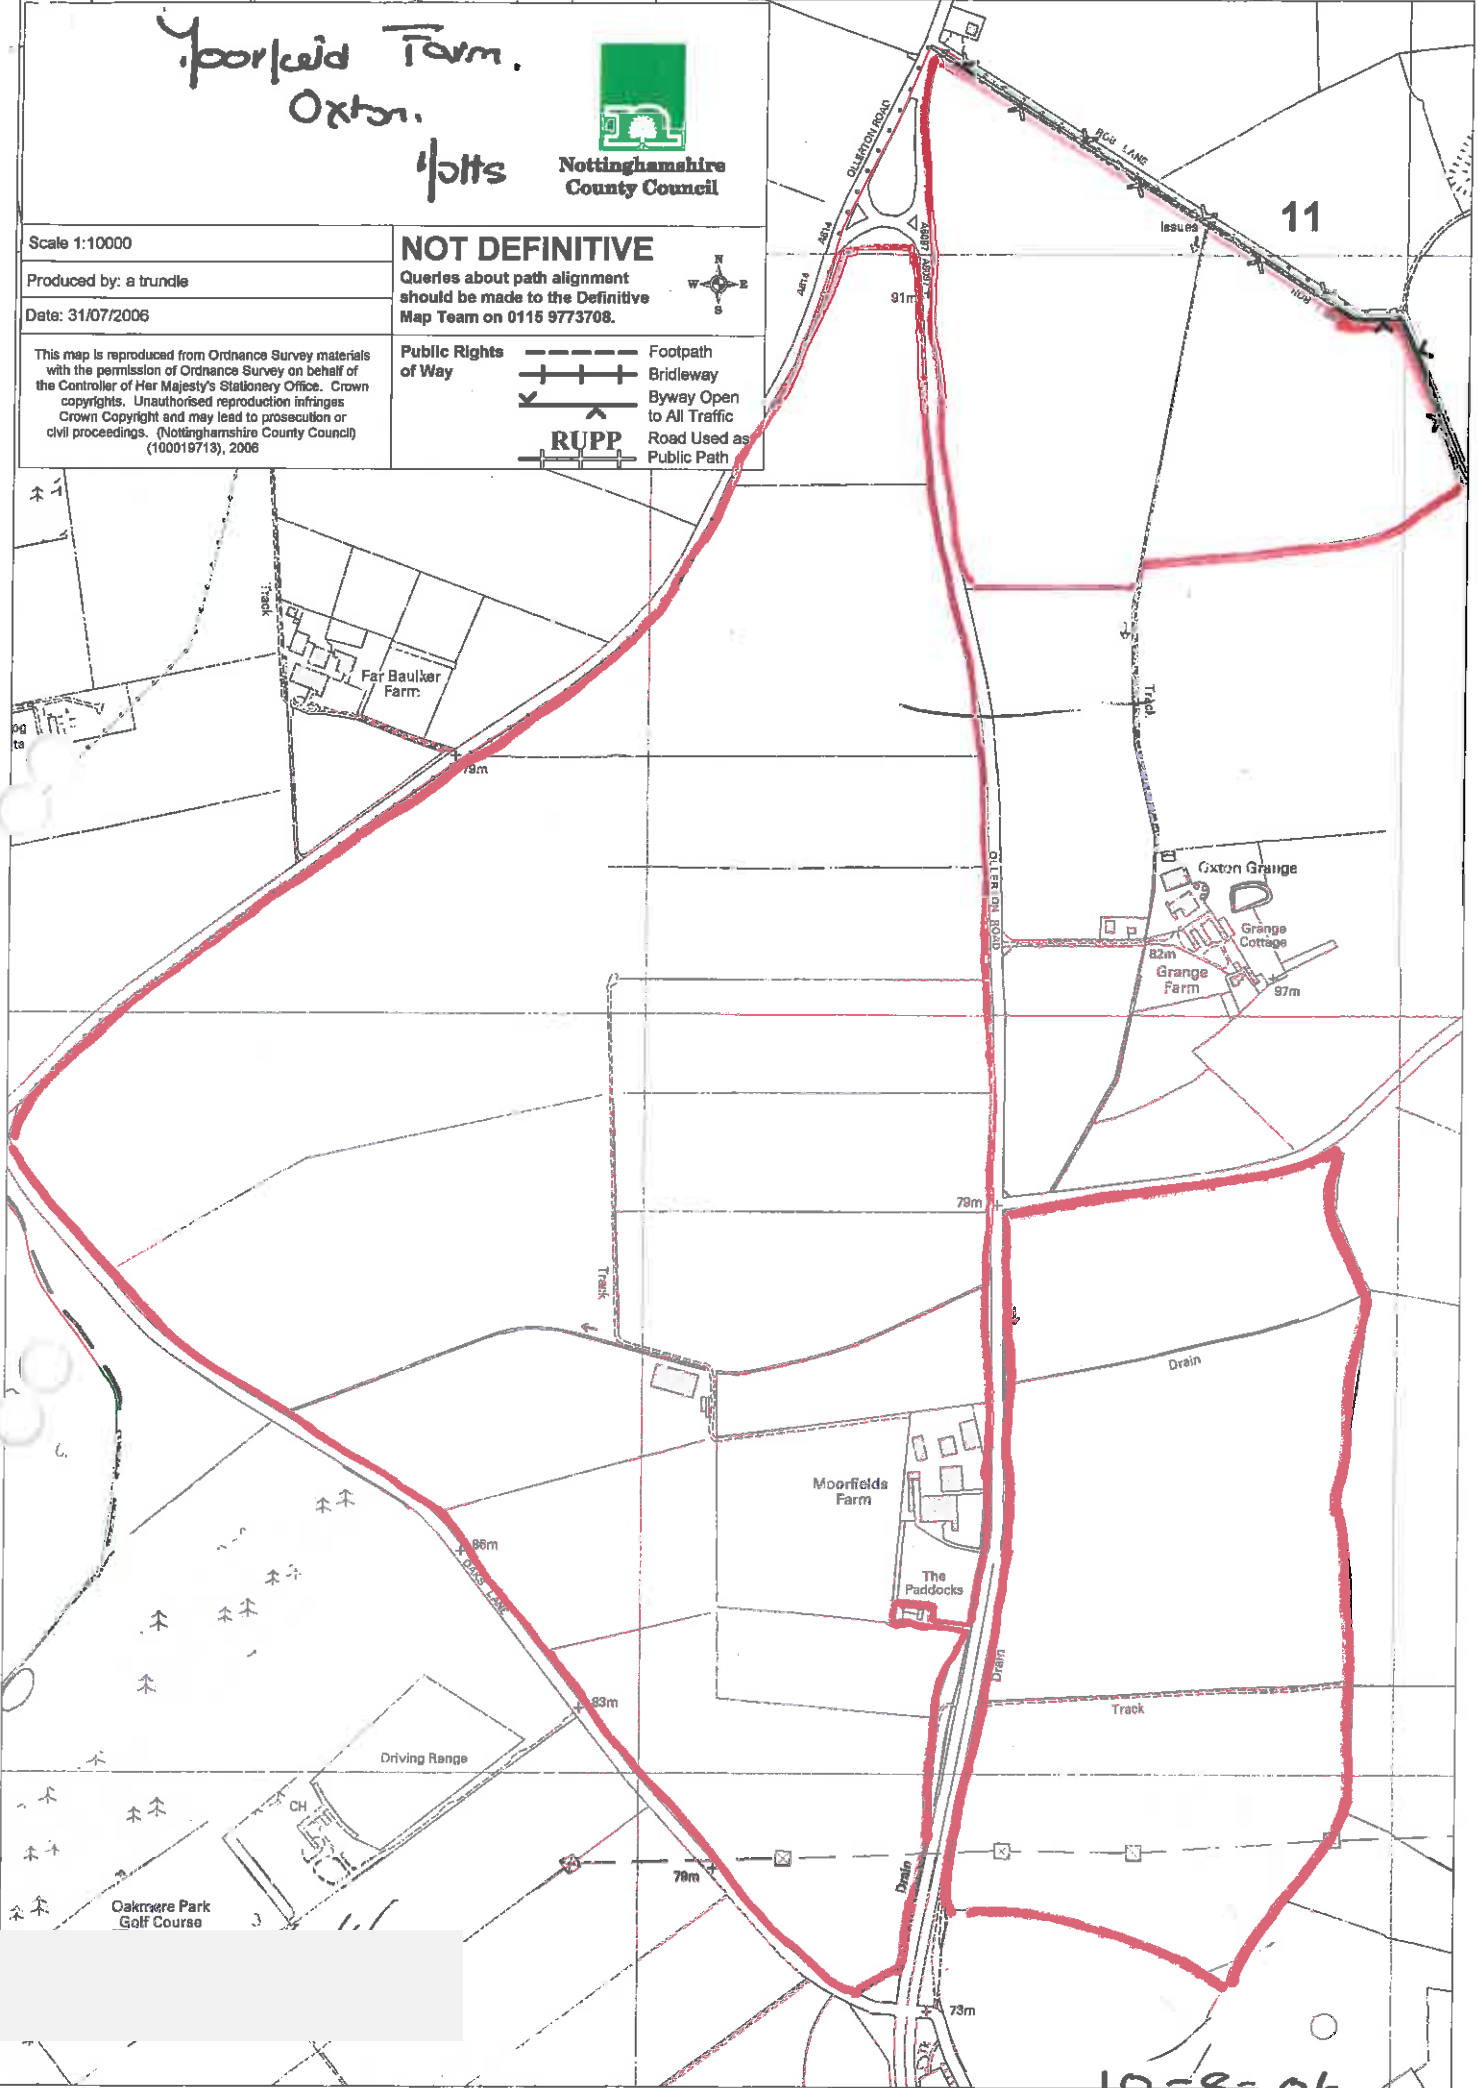 Farm.
Oxton.
Notts
Nottinghamshire
County Council
Scale 1:10000
Produced by: a trundle
Date: 31/07/2006
This map is reproduced from Ordnance Survey materials
with the permission of Ordnance Survey on behalf of
the Controller of Her Majesty's Stationery Office. Crown
copyrights. Unauthorised reproduction infringes
Crown Copyright and may lead to prosecution or
civil proceedings. (Nottinghamshire County Council)
(100019713), 2006
NOT DEFINITIVE
Queries about path alignment
should be made to the Definitive
Map Team on 0115 9773708.
N
W E
S
Public Rights
of Way
Footpath
Bridleway
Byway Open
to All Traffic
RUPP
Road Used as
Public Path
OLLERTON ROAD
ROB LANE
11
Issues
A614
A6097
A6097
A614
91m
Track
Far Baulker
Farm
79m
Track
OLLERTON ROAD
Oxton Grange
Grange
Cottage
82m
Grange
Farm
97m
79m
Track
Drain
Moorfields
Farm
86m
OAKS LANE
The
Paddocks
Drain
83m
Track
Driving Range
CH
79m
Drain
Oakmere Park
Golf Course
73m